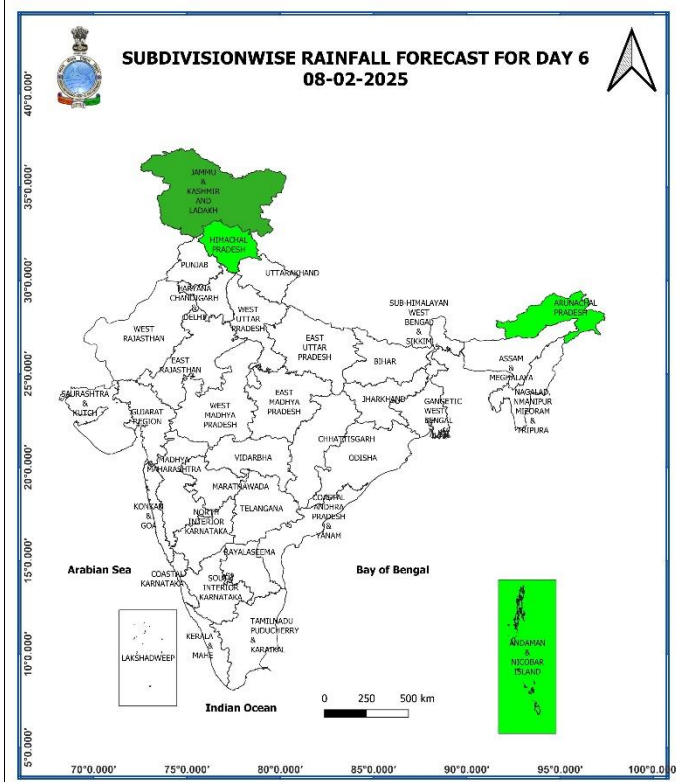 SUBDIVISIONWISE RAINFALL FORECAST FOR DAY 6
08-02-2025
40°0.000'
35°0.000'
30°0.000'
25°0.000'
20°0.000'
15°0.000'
10°0.000'
5°0.000'
JAMMU
&
KASHMIR
AND
LADAKH
HIMACHAL
PRADESH
PUNJAB
UTTARAKHAND
HARYANA
CHANDIGARH
&
DELHI
WEST
UTTAR
PRADESH
WEST
RAJASTHAN
EAST
RAJASTHAN
EAST
UTTAR
PRADESH
SUB-HIMALAYAN
WEST
BENGAL
&
SIKKIM
ARUNACHAL
PRADESH
BIHAR
ASSAM
&
MEGHALAYA
NAGALAD,
NMANIPUR
MIZORAM
&
TRIPURA
SAURASHTRA
&
KUTCH
GUJARAT
REGION
WEST
MADHYA
PRADESH
EAST
MADHYA
PRADESH
JHARKHAND
GANGETIC
WEST
BENGAL
CHHATTISGARH
ODISHA
MADHYA
MAHARASHTRA
VIDARBHA
MARATHAWADA
KONKAN
&
GOA
NORTH
INTERIOR
KARNATAKA
TELANGANA
COASTAL
ANDHRA
PRADESH
&
YANAM
RAYALASEEMA
Arabian Sea
COASTAL
KARNATAKA
SOUTH
INTERIOR
KARNATAKA
Bay of Bengal
LAKSHADWEEP
KERALA
&
MAHE
TAMILNADU
PUDUCHERRY
&
KARAIKAL
ANDAMAN
&
NICOBAR
ISLAND
Indian Ocean
0 250 500 km
70°0.000' 75°0.000' 80°0.000' 85°0.000' 90°0.000' 95°0.000' 100°0.000'